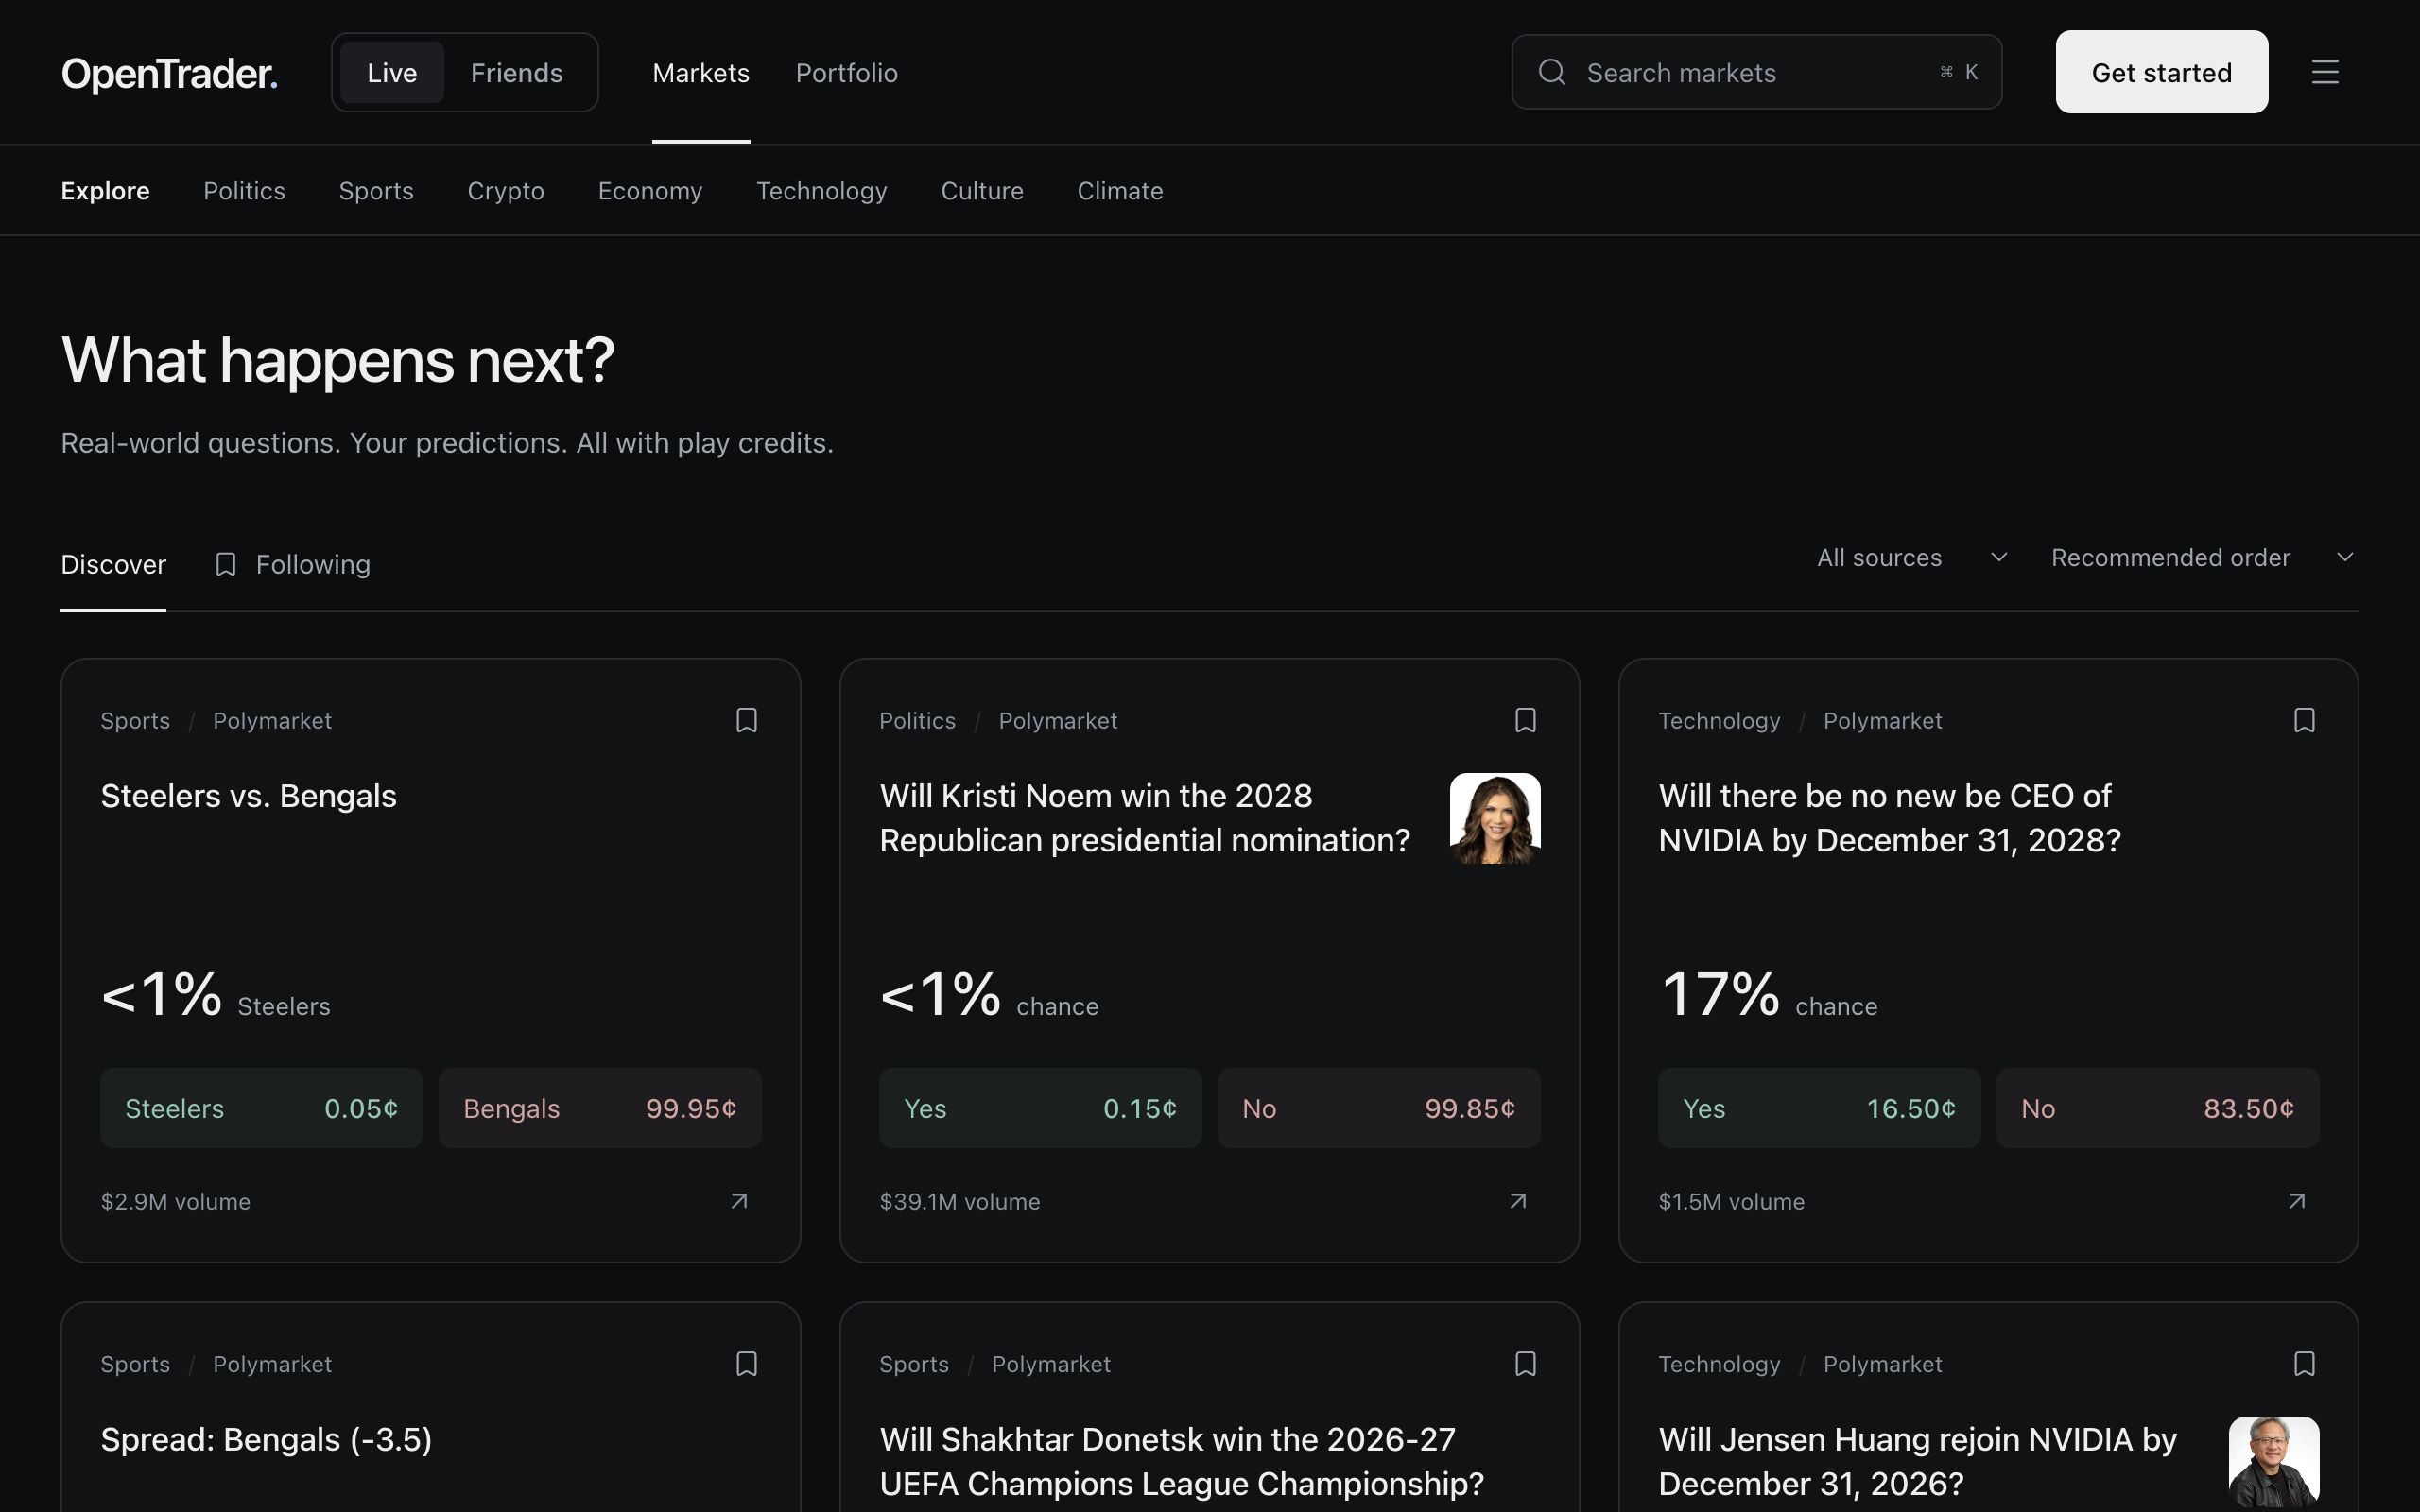 OpenTrader.
Live
Friends
Markets
Portfolio
Search markets
⌘ K
Get started
Explore
Politics
Sports
Crypto
Economy
Technology
Culture
Climate
What happens next?
Real-world questions. Your predictions. All with play credits.
Discover
Following
All sources
Recommended order
Sports / Polymarket
Steelers vs. Bengals
<1% Steelers
Steelers 0.05¢
Bengals 99.95¢
$2.9M volume
Politics / Polymarket
Will Kristi Noem win the 2028
Republican presidential nomination?
<1% chance
Yes 0.15¢
No 99.85¢
$39.1M volume
Technology / Polymarket
Will there be no new be CEO of
NVIDIA by December 31, 2028?
17% chance
Yes 16.50¢
No 83.50¢
$1.5M volume
Sports / Polymarket
Spread: Bengals (-3.5)
Sports / Polymarket
Will Shakhtar Donetsk win the 2026-27
UEFA Champions League Championship?
Technology / Polymarket
Will Jensen Huang rejoin NVIDIA by
December 31, 2026?